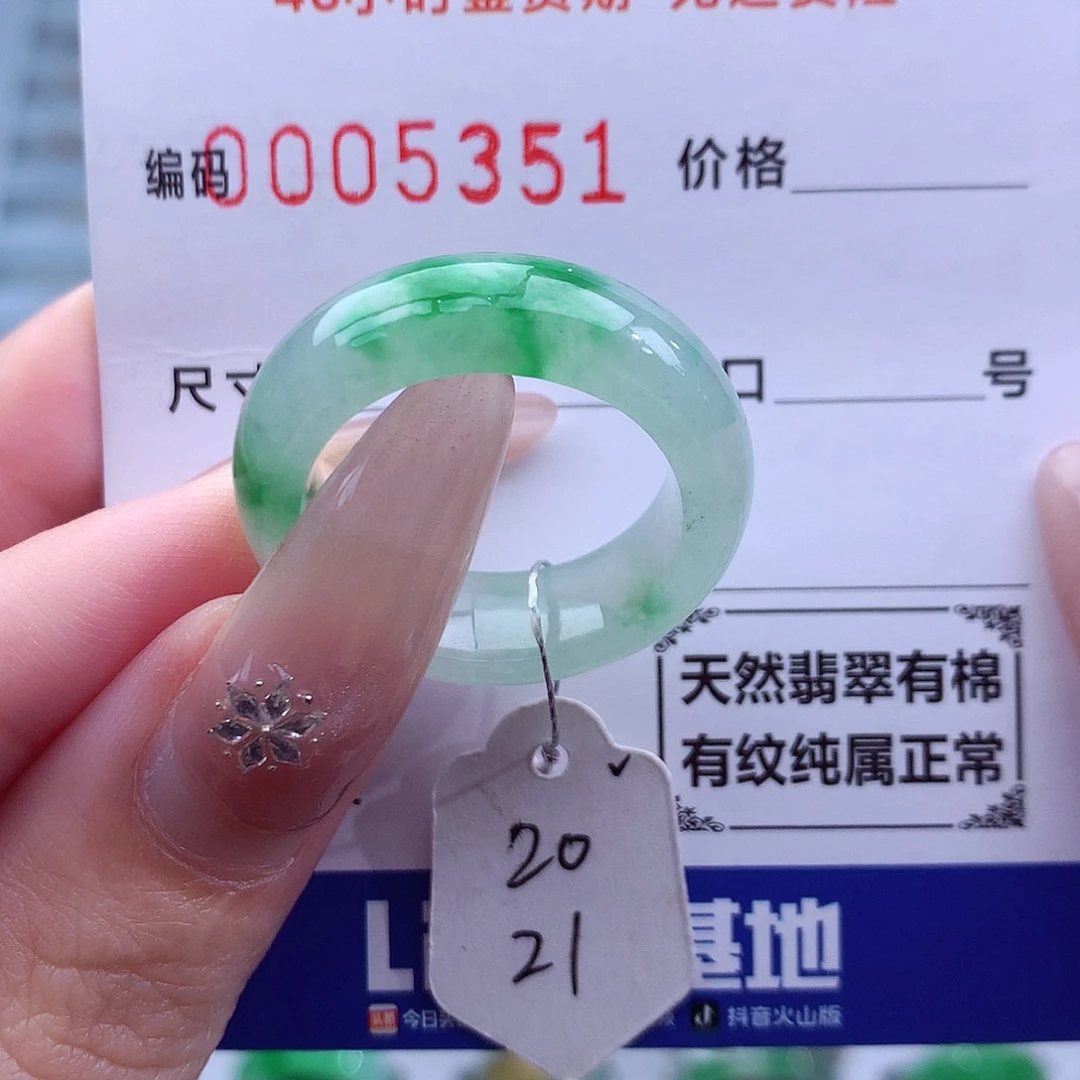 编码 0005351 价格
尺寸 口 号
天然翡翠有棉
有纹纯属正常
20
21
基地
今日头 抖音火山版